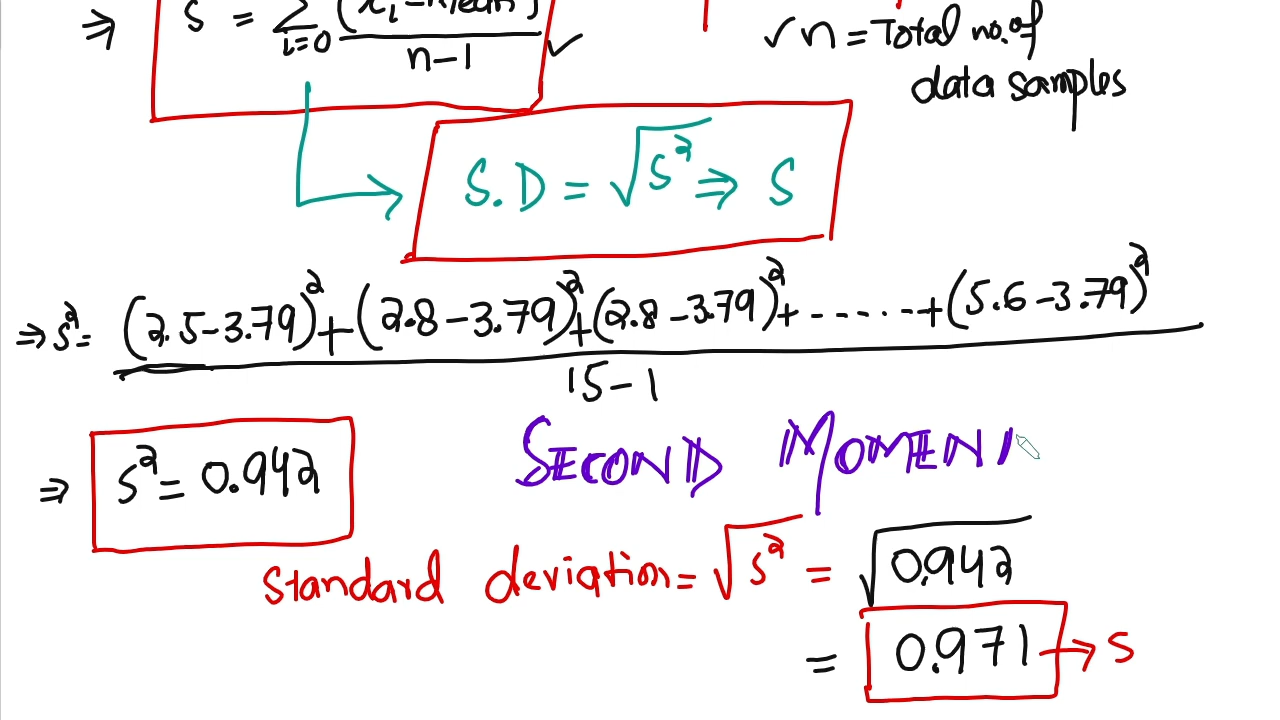 ⇒ s = Σ i=0 (xi - mean) / n-1 ✓
✓ n = Total no. of
data samples
S.D = √s² ⇒ S
⇒ s² = (2.5-3.79)² + (2.8-3.79)² + (2.8-3.79)² + ...... + (5.6-3.79)² / 15-1
SECOND MOMEN
⇒ s² = 0.942
Standard deviation = √s² = √0.942
= 0.971 → s